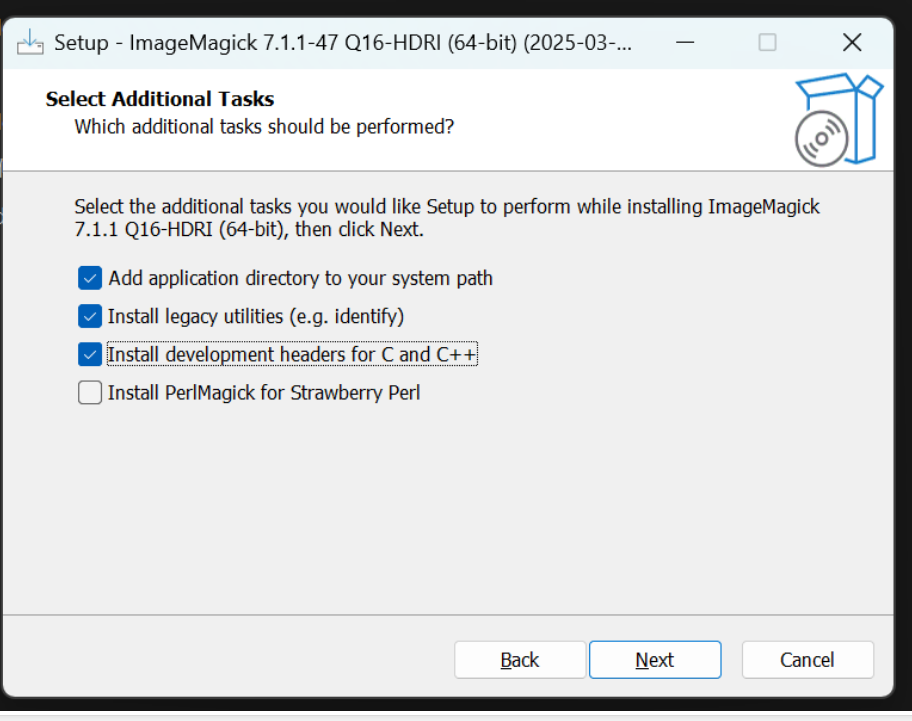 Setup - ImageMagick 7.1.1-47 Q16-HDRI (64-bit) (2025-03-...
Select Additional Tasks
Which additional tasks should be performed?
Select the additional tasks you would like Setup to perform while installing ImageMagick
7.1.1 Q16-HDRI (64-bit), then click Next.
Add application directory to your system path
Install legacy utilities (e.g. identify)
Install development headers for C and C++
Install PerlMagick for Strawberry Perl
Back
Next
Cancel